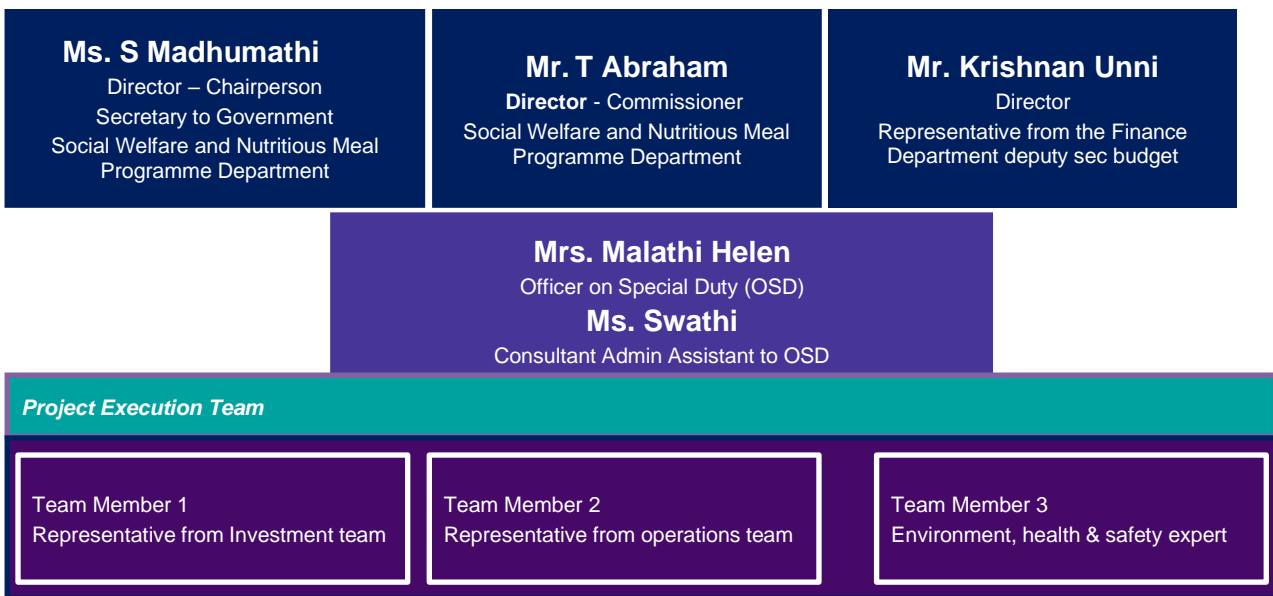 Ms. S Madhumathi
Director – Chairperson
Secretary to Government
Social Welfare and Nutritious Meal
Programme Department
Mr. T Abraham
Director - Commissioner
Social Welfare and Nutritious Meal
Programme Department
Mr. Krishnan Unni
Director
Representative from the Finance
Department deputy sec budget
Mrs. Malathi Helen
Officer on Special Duty (OSD)
Ms. Swathi
Consultant Admin Assistant to OSD
Project Execution Team
Team Member 1
Representative from Investment team
Team Member 2
Representative from operations team
Team Member 3
Environment, health & safety expert